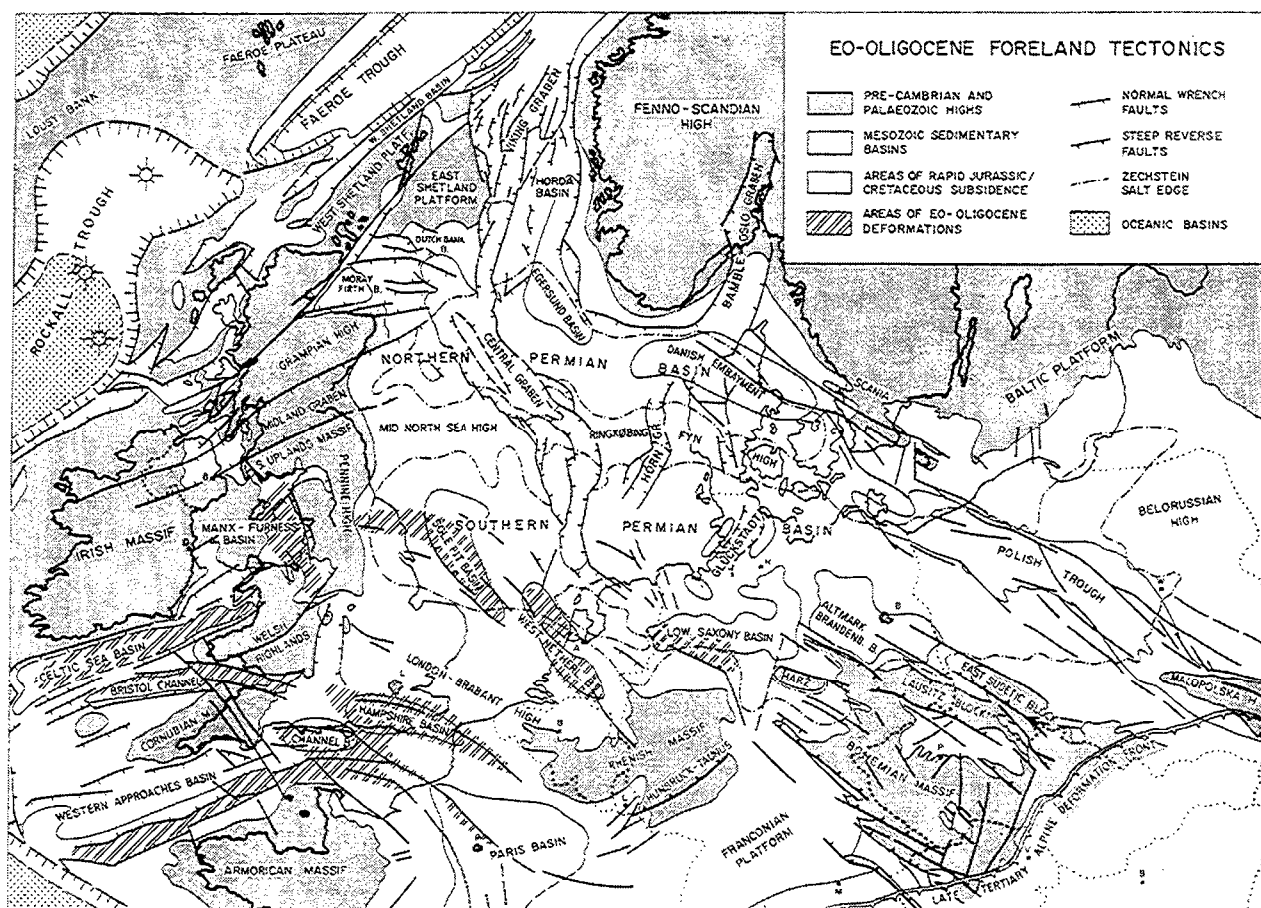 EO-OLIGOCENE FORELAND TECTONICS
PRE-CAMBRIAN AND
PALAEOZOIC HIGHS
MESOZOIC SEDIMENTARY
BASINS
AREAS OF RAPID JURASSIC/
CRETACEOUS SUBSIDENCE
AREAS OF EO-OLIGOCENE
DEFORMATIONS
NORMAL WRENCH
FAULTS
STEEP REVERSE
FAULTS
ZECHSTEIN
SALT EDGE
OCEANIC BASINS
FAEROE PLATEAU
FAEROE TROUGH
LOUSY BANK
ROCKALL TROUGH
W. SHETLAND BASIN
WEST SHETLAND PLATF.
EAST
SHETLAND
PLATFORM
VIKING GRABEN
HORDA
BASIN
FENNO-SCANDIAN
HIGH
OSLO GRABEN
BAMBLE
DUTCH BANK
B.
MORAY
FIRTH B.
EGERSUND BASIN
GRAMPIAN HIGH
NORTHERN PERMIAN BASIN
CENTRAL GRABEN
DANISH EMBAYMENT
SCANIA
BALTIC PLATFORM
MIDLAND GRABEN
S. UPLANDS MASSIF
MID NORTH SEA HIGH
RINGKØBING
FYN
HIGH
HORN GR.
PENNINE HIGH
IRISH MASSIF
MANX-FURNESS
BASIN
SOLE PIT BASIN
SOUTHERN PERMIAN BASIN
GLÜCKSTADT
BELORUSSIAN
HIGH
POLISH
TROUGH
CELTIC SEA BASIN
WELSH
HIGHLANDS
BRISTOL CHANNEL
CORNUBIAN
LONDON-BRABANT
HIGH
WEST NETHERL. B.
LOW. SAXONY BASIN
ALTMARK
BRANDENB. B.
HARZ
EAST SUDETIC B.
LAUSITZ BLOCK
MALOPOLSKA
HAMPSHIRE BASIN
CHANNEL B.
WESTERN APPROACHES BASIN
RHENISH MASSIF
HUNSRÜCK-TAUNUS
BOHEMIAN
MASSIF
PARIS BASIN
FRANCONIAN
PLATFORM
ARMORICAN MASSIF
LATE TERTIARY ALPINE DEFORMATION FRONT